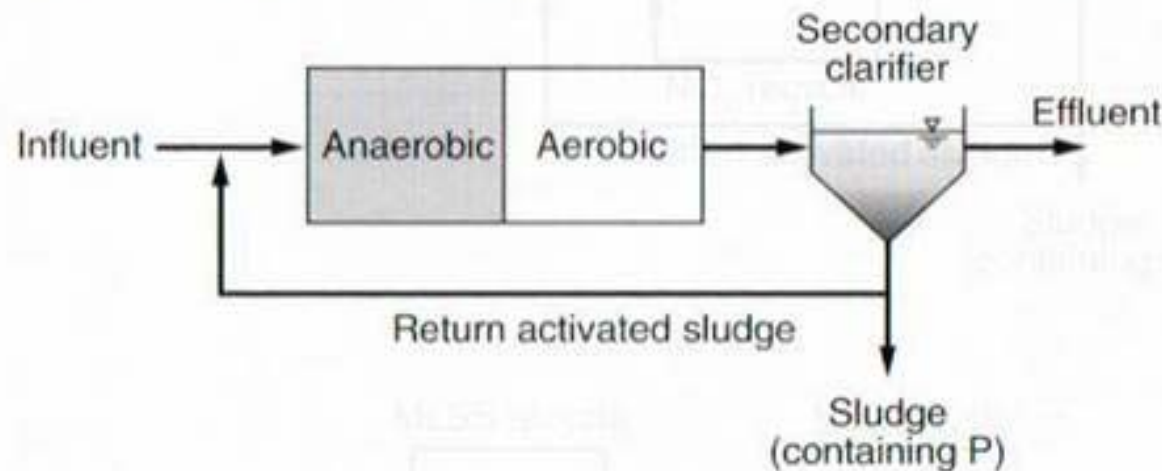 Secondary
clarifier
Influent
Anaerobic
Aerobic
Effluent
Return activated sludge
Sludge
(containing P)